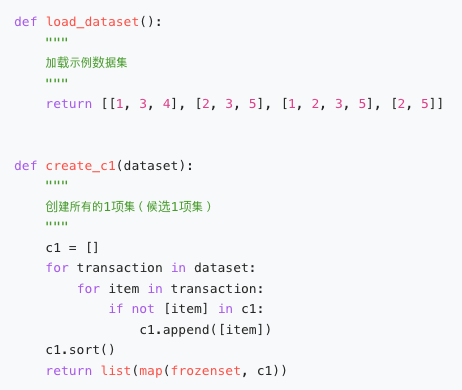 def load_dataset():
    """
    加载示例数据集
    """
    return [[1, 3, 4], [2, 3, 5], [1, 2, 3, 5], [2, 5]]
def create_c1(dataset):
    """
    创建所有的1项集（候选1项集）
    """
    c1 = []
    for transaction in dataset:
        for item in transaction:
            if not [item] in c1:
                c1.append([item])
    c1.sort()
    return list(map(frozenset, c1))